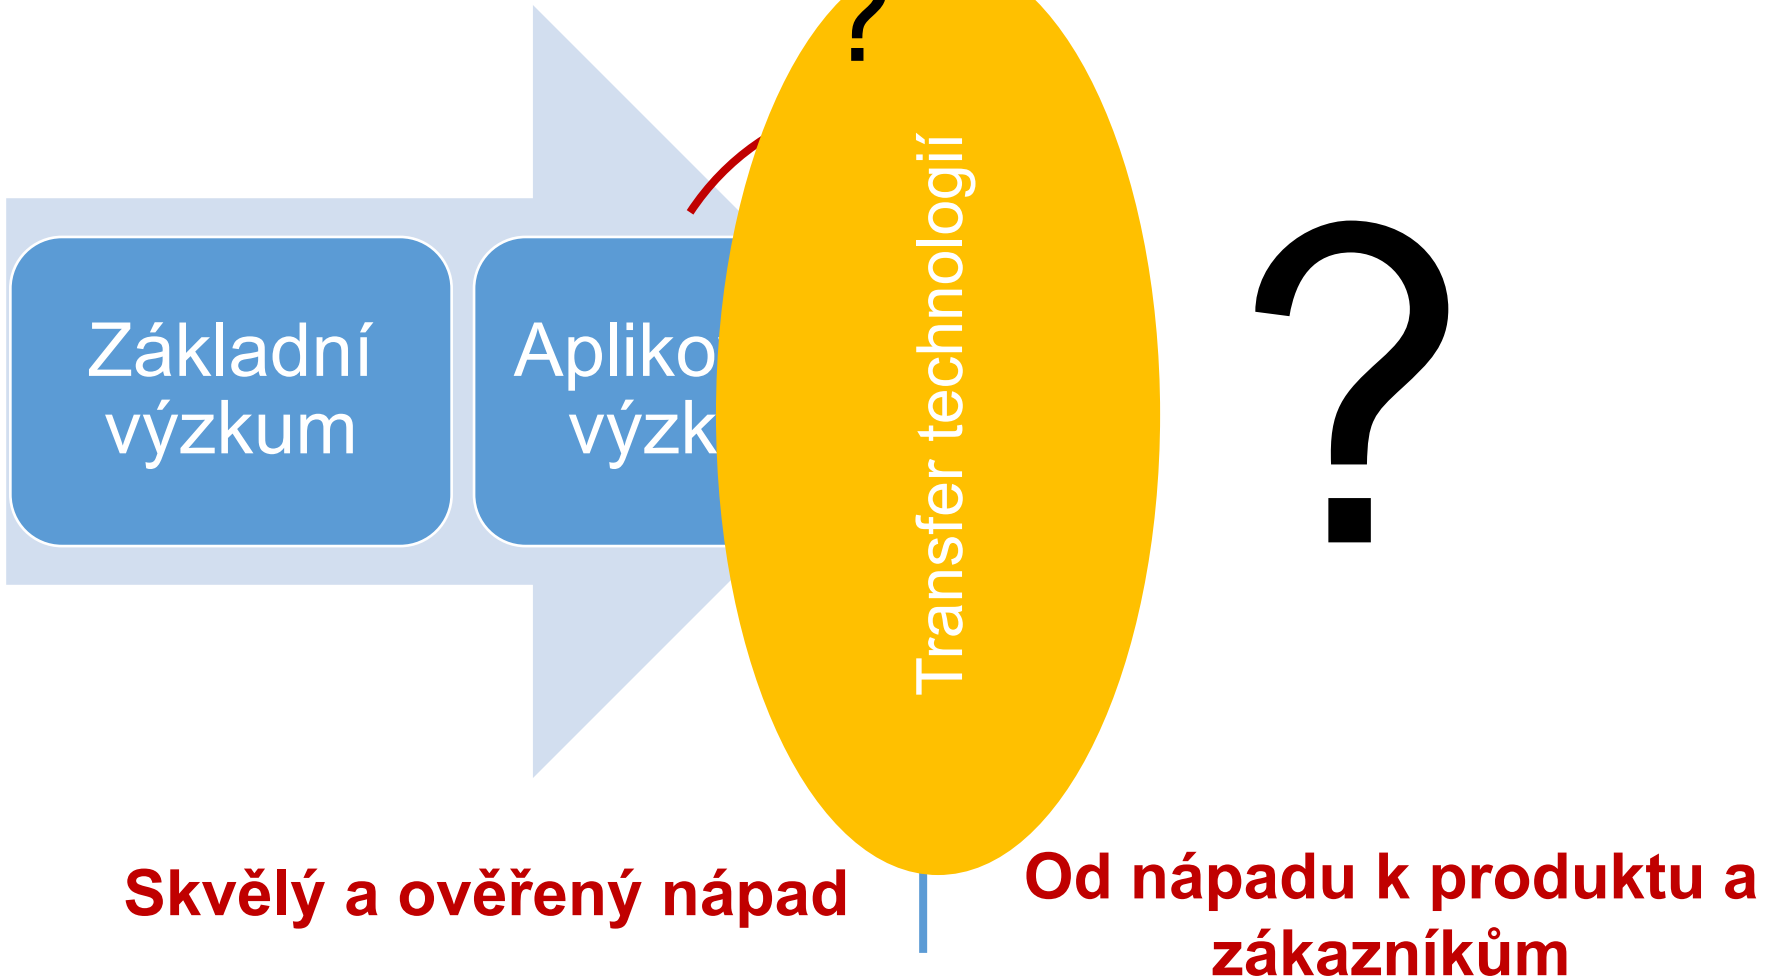 ?
Základní
výzkum
Apliko
výzk
Transfer technologií
?
Skvělý a ověřený nápad
Od nápadu k produktu a
zákazníkům